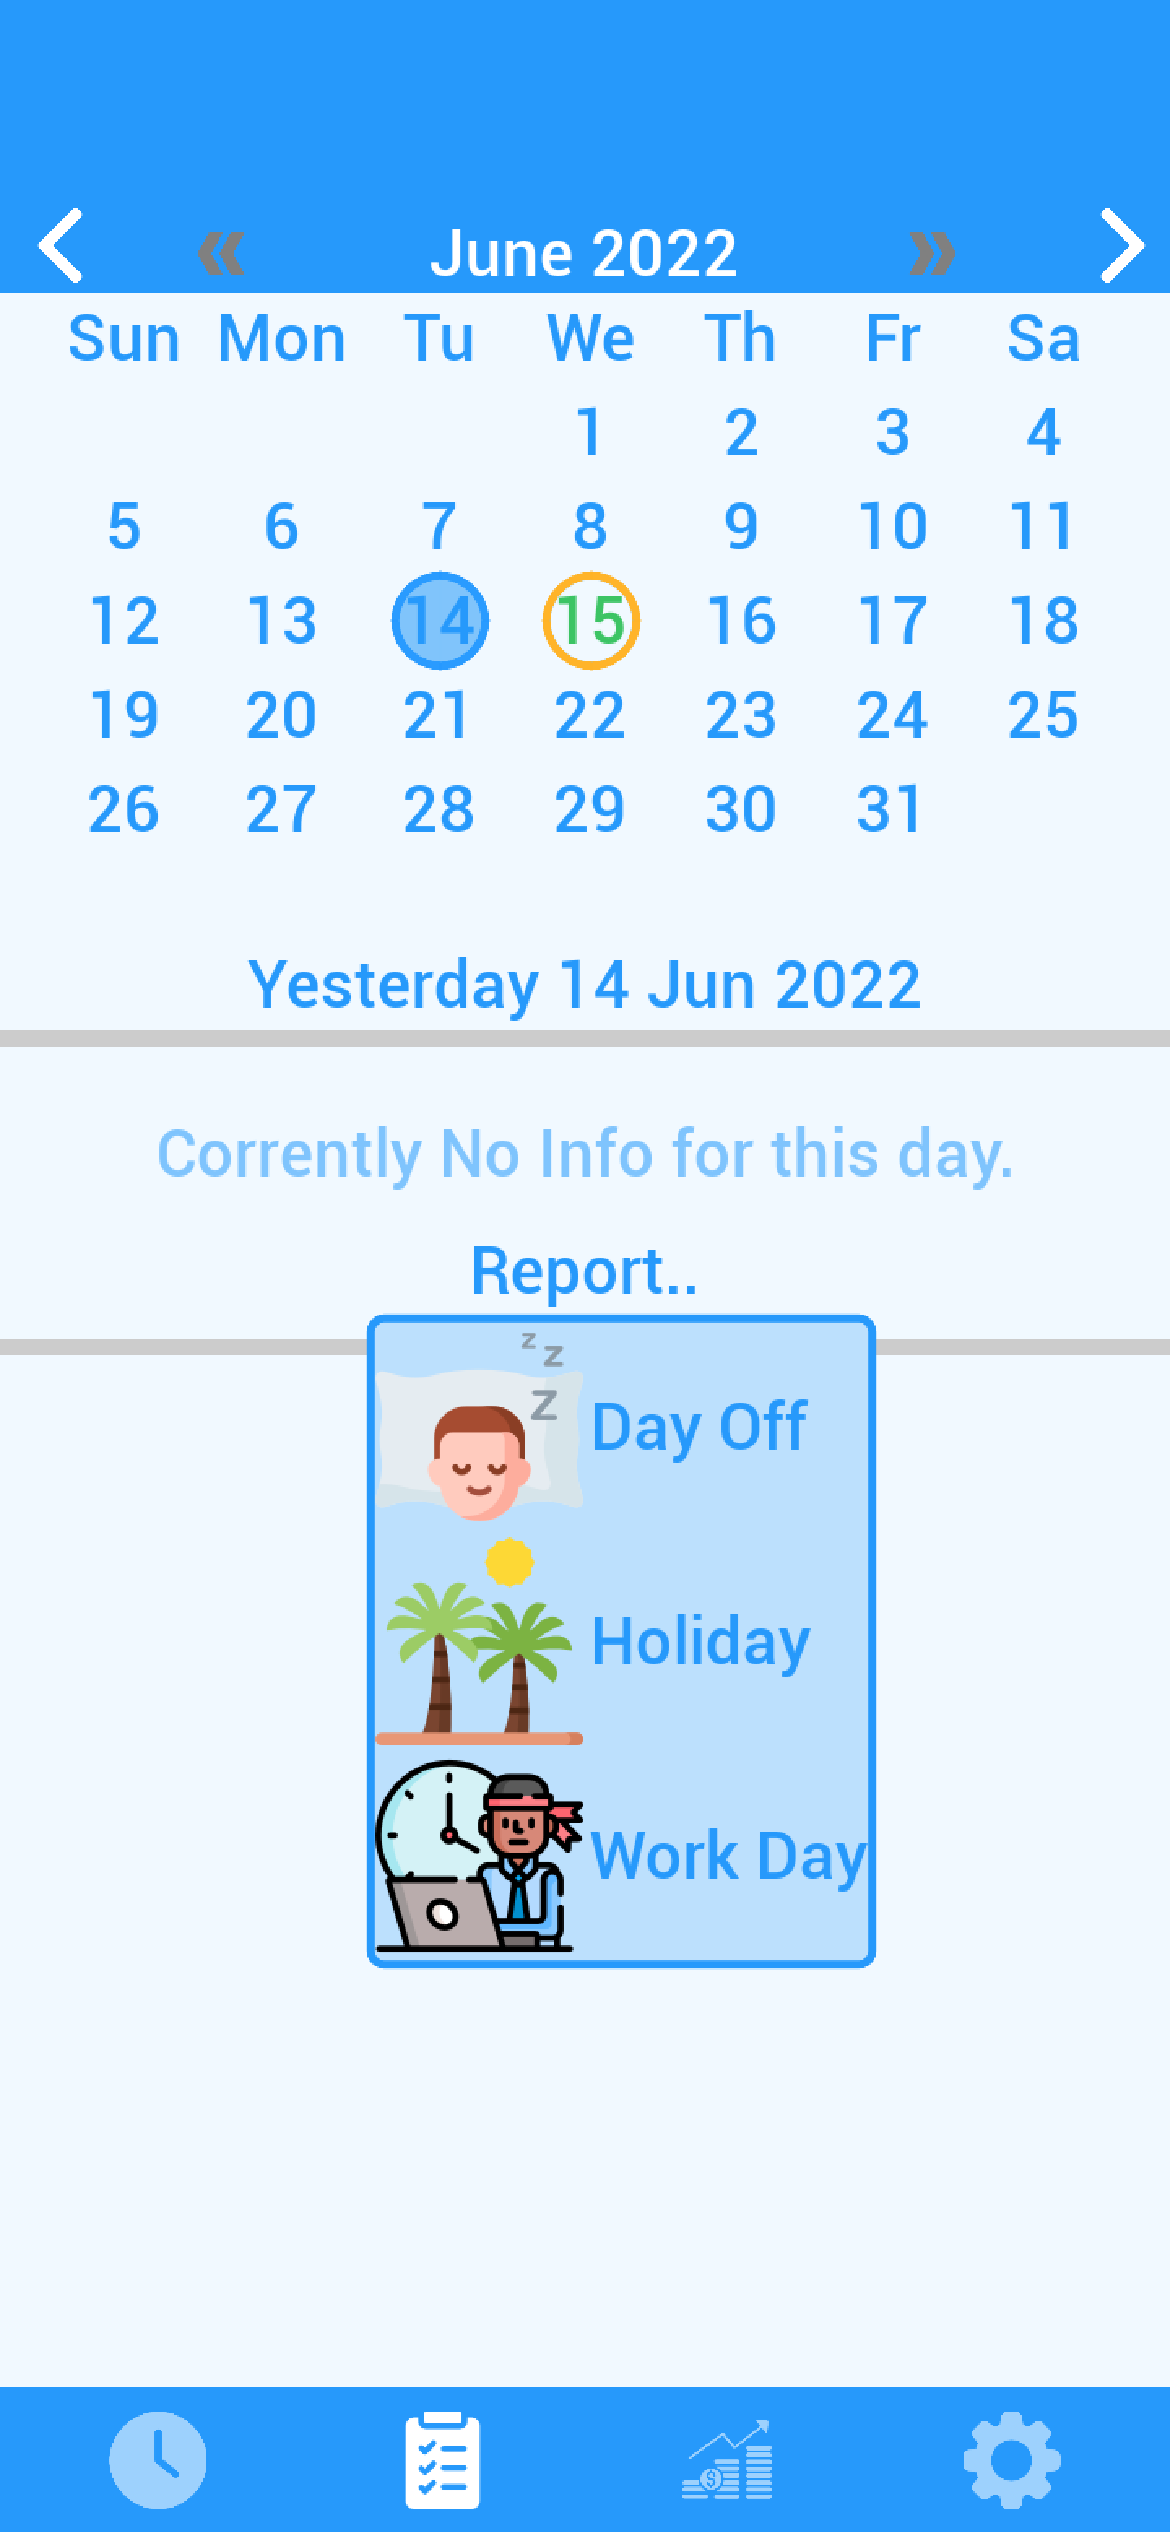 « June 2022 »
Sun Mon Tu We Th Fr Sa
1 2 3 4
5 6 7 8 9 10 11
12 13 14 15 16 17 18
19 20 21 22 23 24 25
26 27 28 29 30 31
Yesterday 14 Jun 2022
Corrently No Info for this day.
Report..
z z z
Day Off
Holiday
Work Day
$